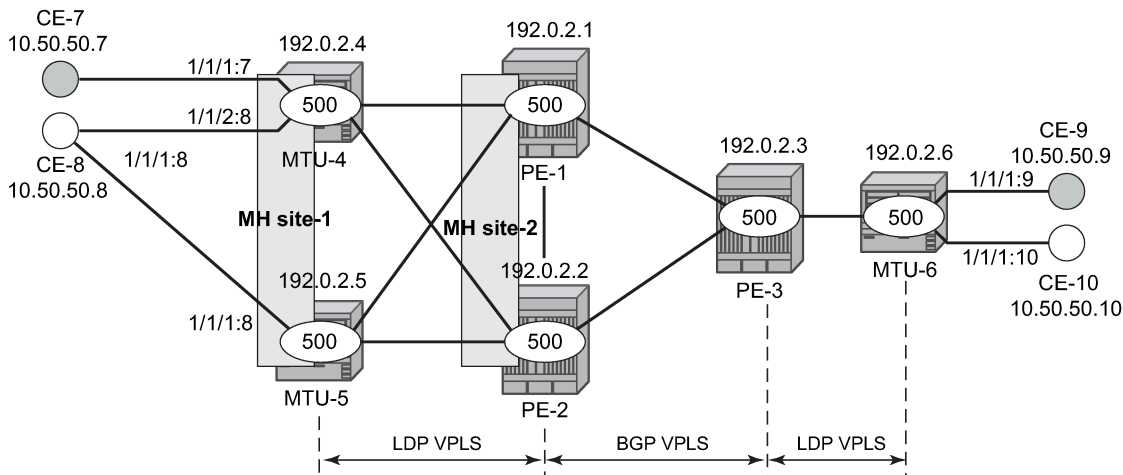 CE-7
10.50.50.7
1/1/1:7
192.0.2.4
500
MTU-4
1/1/2:8
CE-8
10.50.50.8
1/1/1:8
MH site-1
192.0.2.5
1/1/1:8
500
MTU-5
192.0.2.1
500
PE-1
MH site-2
192.0.2.2
500
PE-2
192.0.2.3
500
PE-3
192.0.2.6
500
MTU-6
CE-9
10.50.50.9
1/1/1:9
1/1/1:10
CE-10
10.50.50.10
LDP VPLS
BGP VPLS
LDP VPLS